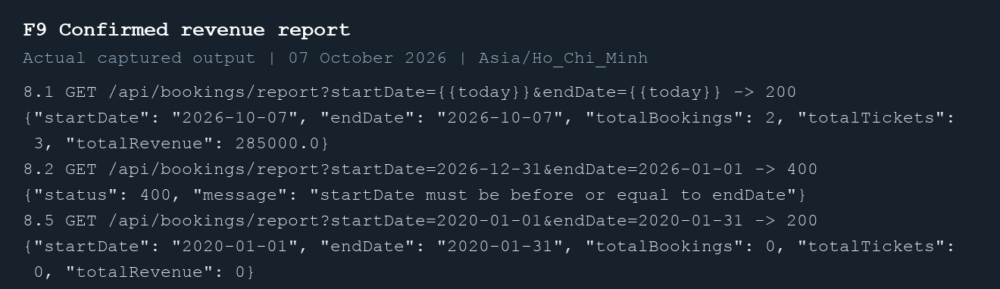 F9 Confirmed revenue report
Actual captured output | 07 October 2026 | Asia/Ho_Chi_Minh
8.1 GET /api/bookings/report?startDate={{today}}&endDate={{today}} -> 200
{"startDate": "2026-10-07", "endDate": "2026-10-07", "totalBookings": 2, "totalTickets":
3, "totalRevenue": 285000.0}
8.2 GET /api/bookings/report?startDate=2026-12-31&endDate=2026-01-01 -> 400
{"status": 400, "message": "startDate must be before or equal to endDate"}
8.5 GET /api/bookings/report?startDate=2020-01-01&endDate=2020-01-31 -> 200
{"startDate": "2020-01-01", "endDate": "2020-01-31", "totalBookings": 0, "totalTickets":
0, "totalRevenue": 0}